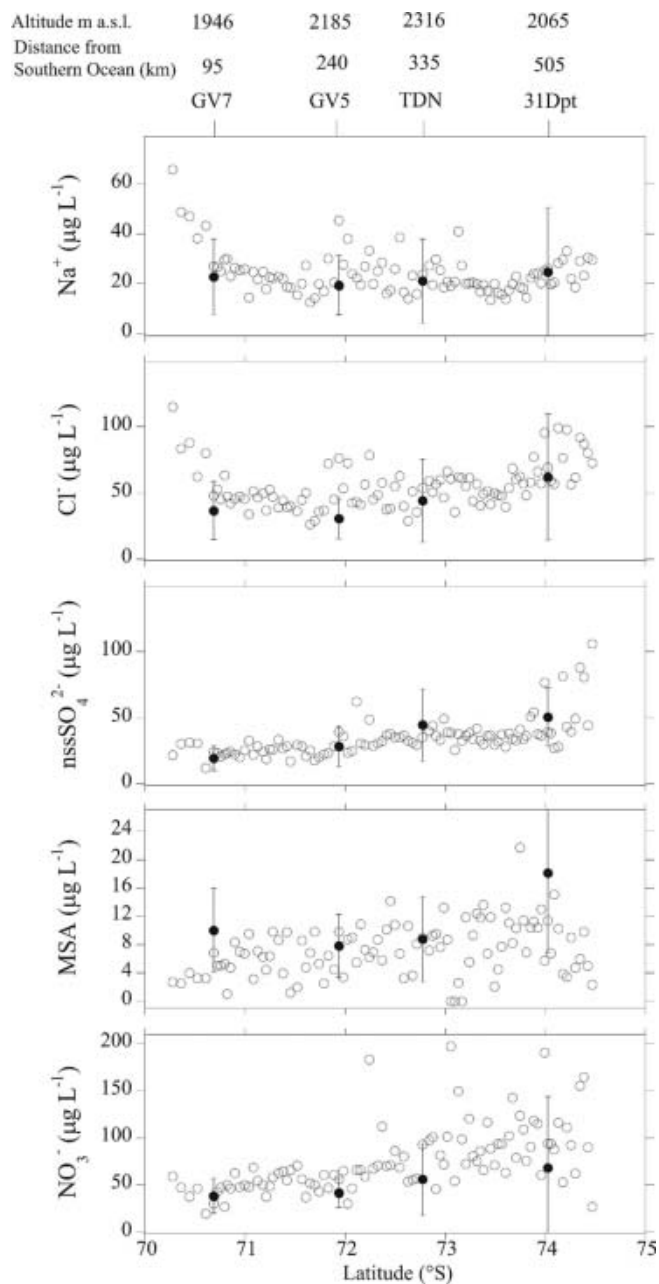 Altitude m a.s.l. 1946 2185 2316 2065
Distance from
Southern Ocean (km) 95 240 335 505
GV7 GV5 TDN 31Dpt
Na⁺ (µg L⁻¹)
60
40
20
0
Cl⁻ (µg L⁻¹)
100
50
0
nssSO₄²⁻ (µg L⁻¹)
100
50
0
MSA (µg L⁻¹)
24
20
16
12
8
4
0
NO₃⁻ (µg L⁻¹)
200
150
100
50
0
70 71 72 73 74 75
Latitude (°S)